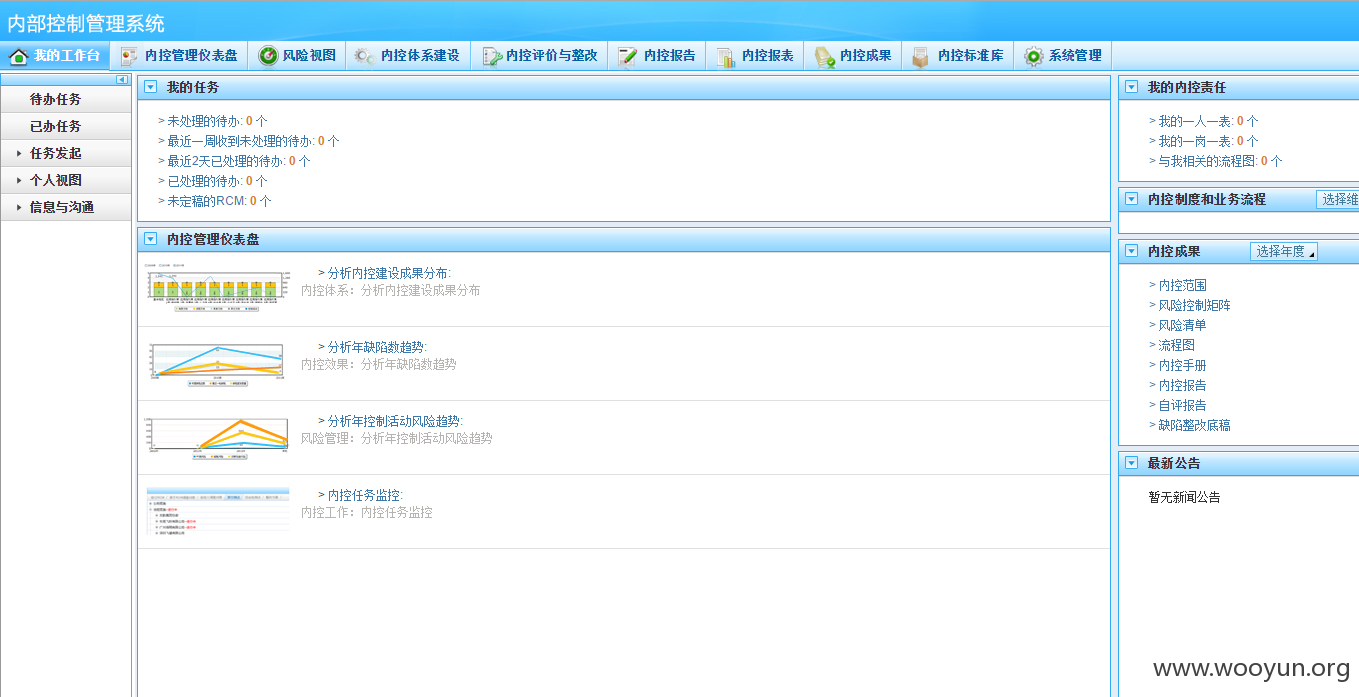 内部控制管理系统
我的工作台 内控管理仪表盘 风险视图 内控体系建设 内控评价与整改 内控报告 内控报表 内控成果 内控标准库 系统管理
待办任务
已办任务
任务发起
个人视图
信息与沟通
我的任务
> 未处理的待办: 0 个
> 最近一周收到未处理的待办: 0 个
> 最近2天已处理的待办: 0 个
> 已处理的待办: 0 个
> 未定稿的RCM: 0 个
内控管理仪表盘
> 分析内控建设成果分布:
内控体系：分析内控建设成果分布
> 分析年缺陷数趋势:
内控效果：分析年缺陷数趋势
> 分析年控制活动风险趋势:
风险管理：分析年控制活动风险趋势
> 内控任务监控:
内控工作：内控任务监控
我的内控责任
> 我的一人一表: 0 个
> 我的一岗一表: 0 个
> 与我相关的流程图: 0 个
内控制度和业务流程 选择维
内控成果 选择年度
> 内控范围
> 风险控制矩阵
> 风险清单
> 流程图
> 内控手册
> 内控报告
> 自评报告
> 缺陷整改底稿
最新公告
暂无新闻公告
www.wooyun.org